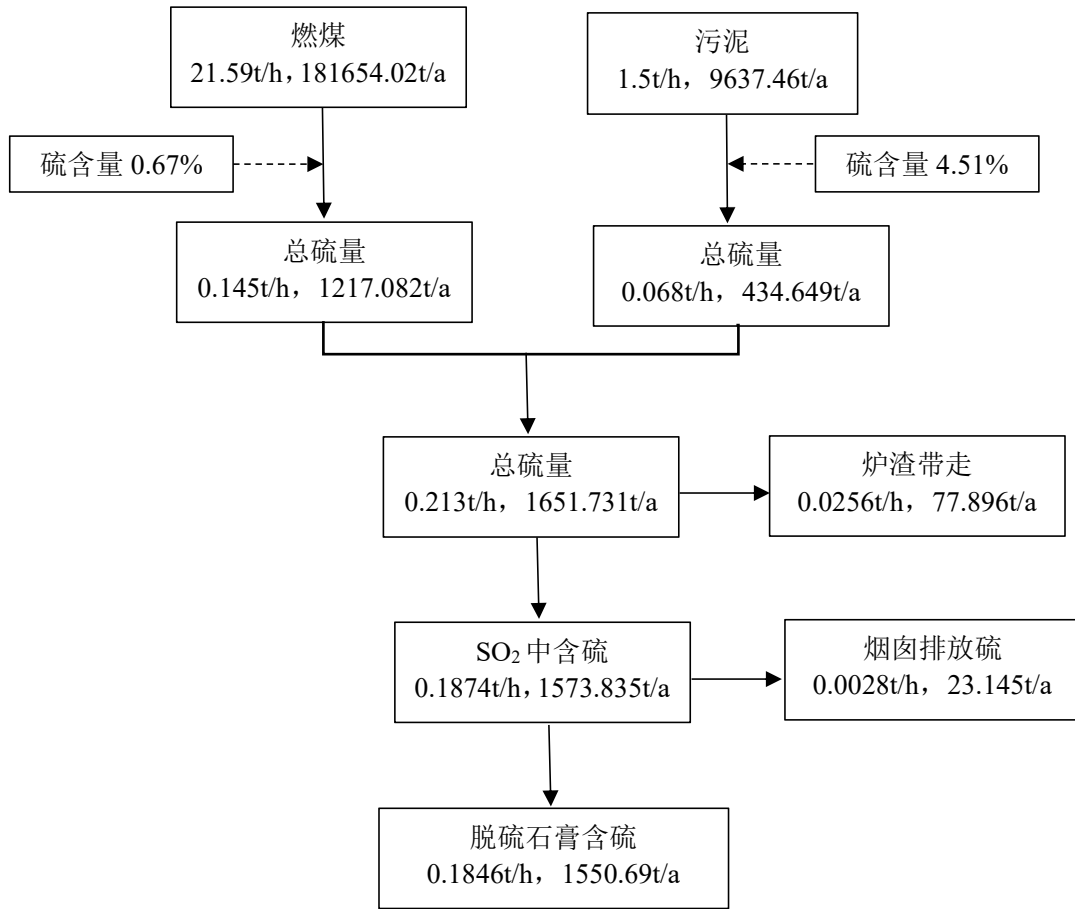 燃煤
21.59t/h，181654.02t/a
污泥
1.5t/h，9637.46t/a
硫含量 0.67%
硫含量 4.51%
总硫量
0.145t/h，1217.082t/a
总硫量
0.068t/h，434.649t/a
总硫量
0.213t/h，1651.731t/a
炉渣带走
0.0256t/h，77.896t/a
SO₂中含硫
0.1874t/h，1573.835t/a
烟囱排放硫
0.0028t/h，23.145t/a
脱硫石膏含硫
0.1846t/h，1550.69t/a